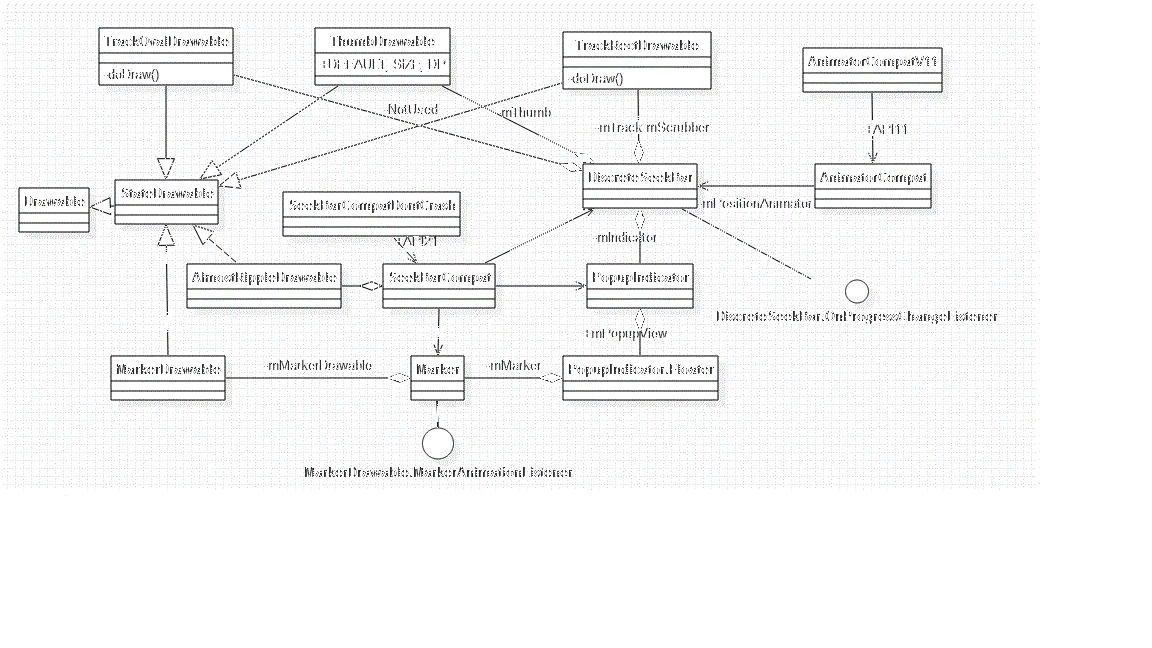 TrackOvalDrawable
ThumbDrawable
TrackRectDrawable
AnimatorCompatV11
-doDraw()
+DEFAULT_SIZE_DP
-doDraw()
-NotUsed
-mThumb
-mTrack mScrubber
+API11
StateDrawable
DiscreteSeekBar
AnimatorCompat
Drawable
SeekBarCompatDontCrash
-mPositionAnamator
+API21
-mIndicator
AlmostRippleDrawable
SeekBarCompat
PopupIndicator
DiscreteSeekBar.OnProgressChangeListener
+mPopupView
MarkerDrawable
-mMarkerDrawable
Marker
-mMarker
PopupIndicator.Floater
MarkerDrawable.MarkerAnimationListener